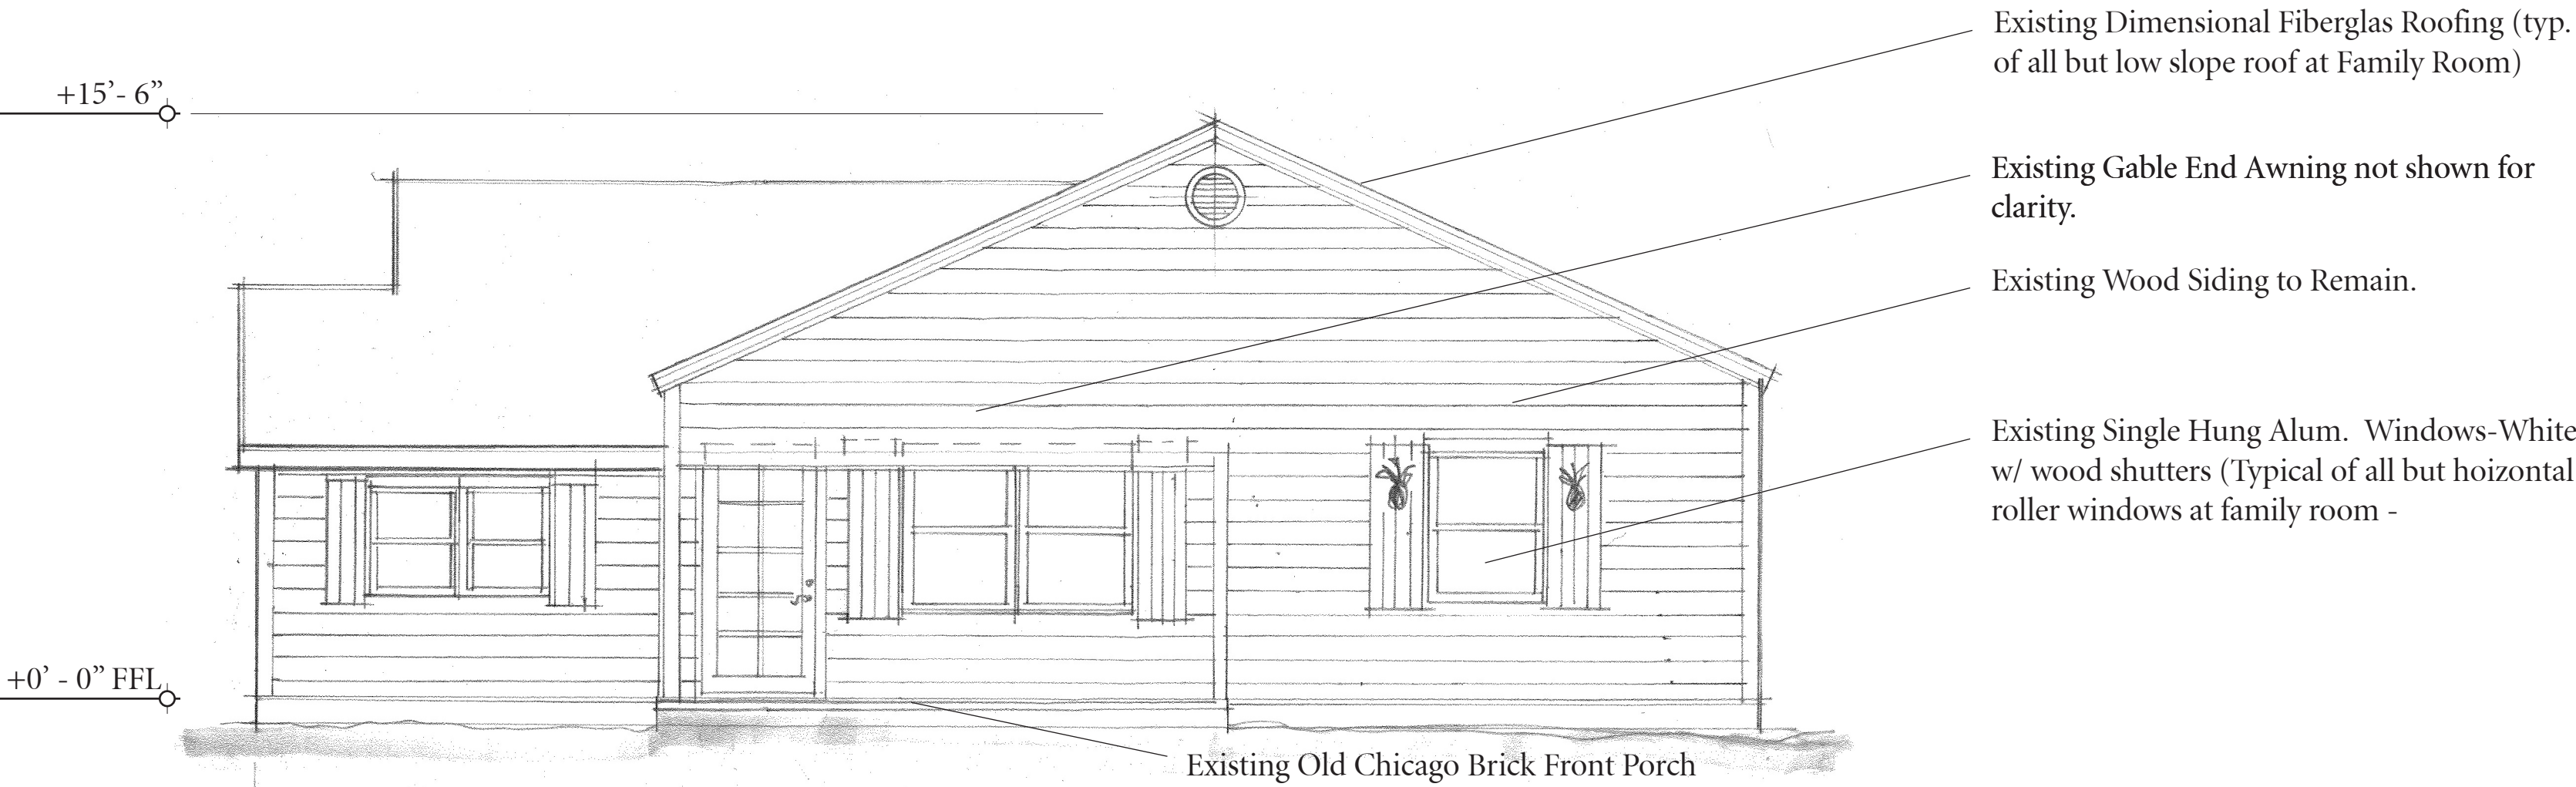 Existing Dimensional Fiberglas Roofing (typ.
of all but low slope roof at Family Room)
+15’- 6”
Existing Gable End Awning not shown for
clarity.
Existing Wood Siding to Remain.
Existing Single Hung Alum.  Windows-White
w/ wood shutters (Typical of all but hoizontal
roller windows at family room -
+0’ - 0” FFL
Existing Old Chicago Brick Front Porch